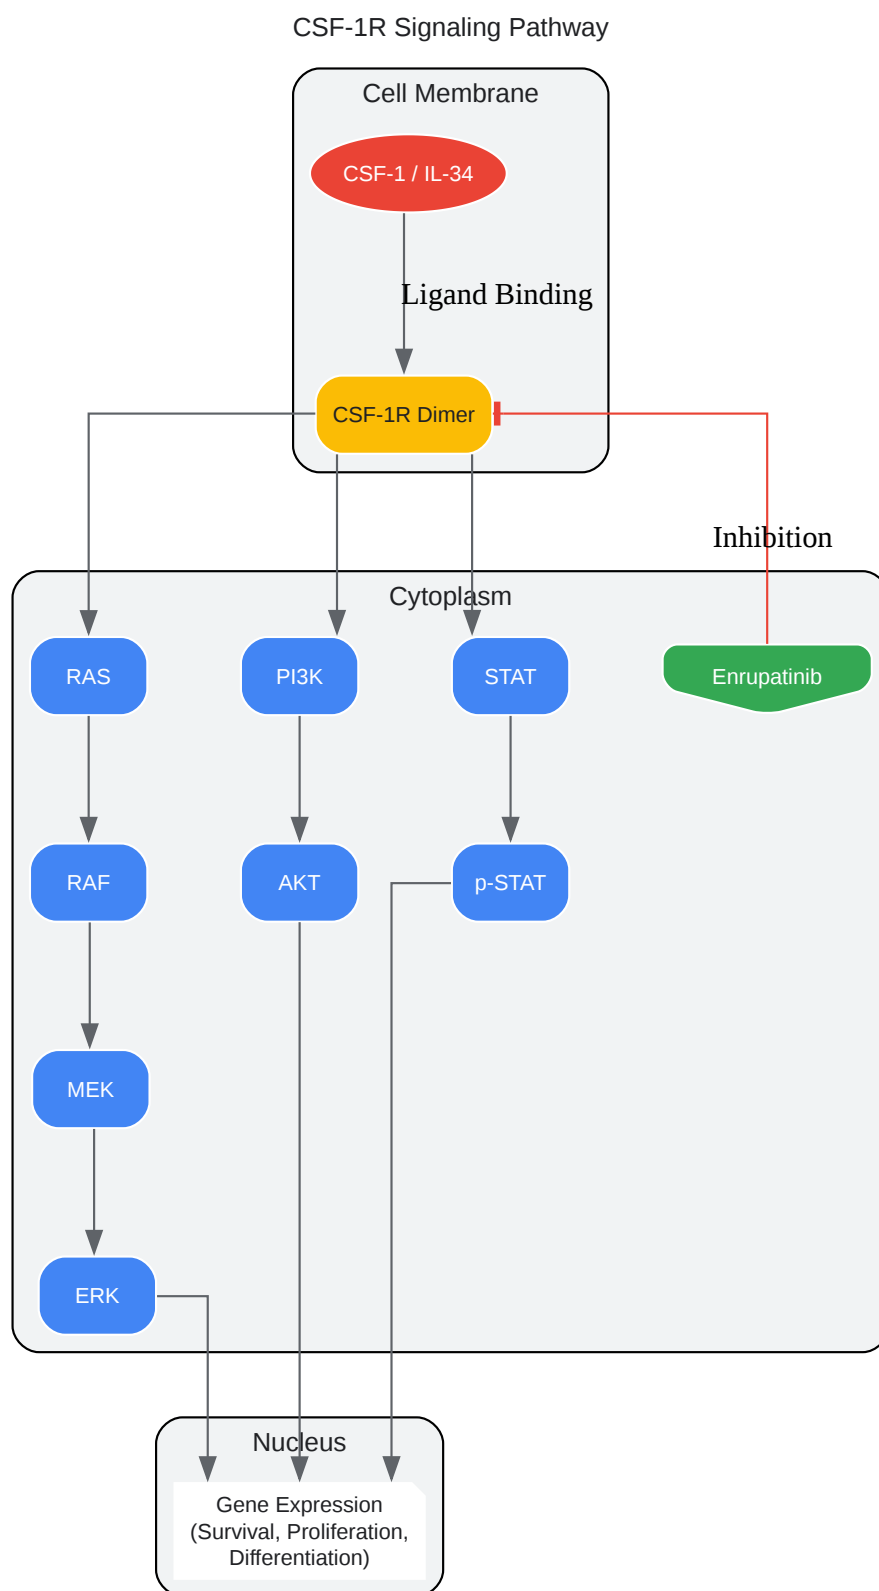 CSF-1R Signaling Pathway
Cell Membrane
CSF-1 / IL-34
Ligand Binding
CSF-1R Dimer
Inhibition
Cytoplasm
RAS
PI3K
STAT
Enrupatinib
RAF
AKT
p-STAT
MEK
ERK
Nucleus
Gene Expression
(Survival, Proliferation,
Differentiation)